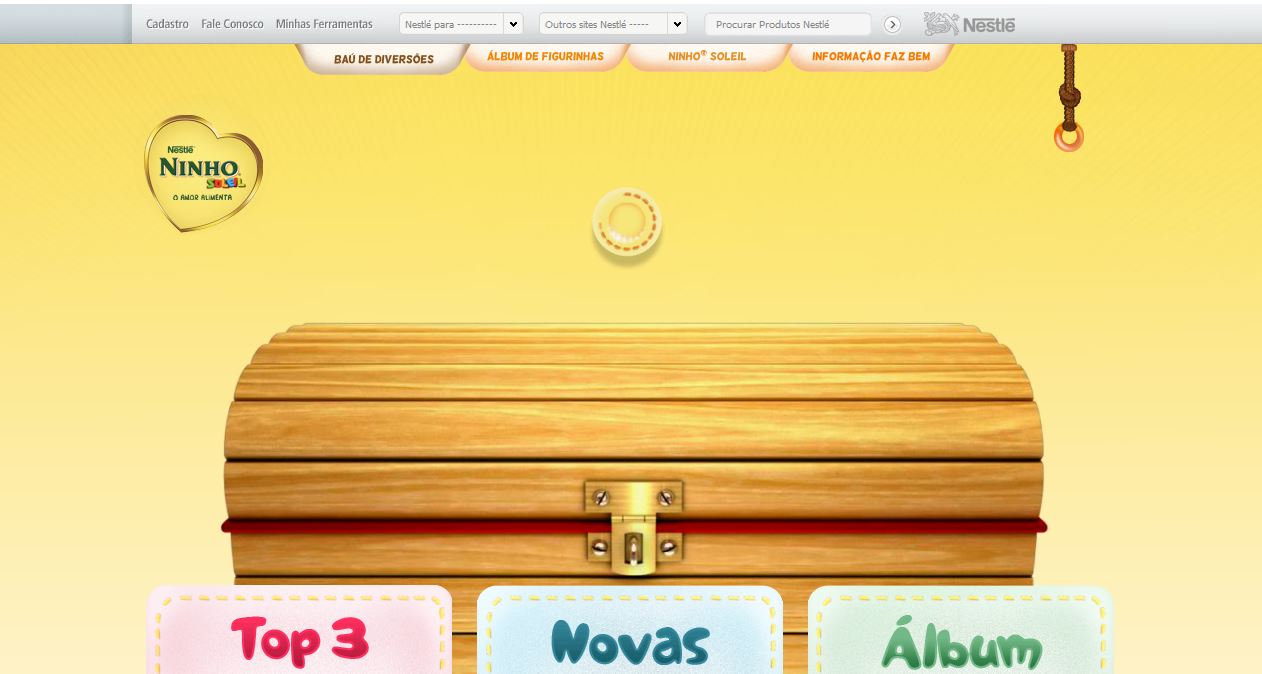 Cadastro Fale Conosco Minhas Ferramentas Nestlé para ---------- Outros sites Nestlé ----- Procurar Produtos Nestlé Nestlé
BAÚ DE DIVERSÕES ÁLBUM DE FIGURINHAS NINHO® SOLEIL INFORMAÇÃO FAZ BEM
Nestlé
NINHO®
SOLEIL
O AMOR ALIMENTA
Top 3 Novas Álbum